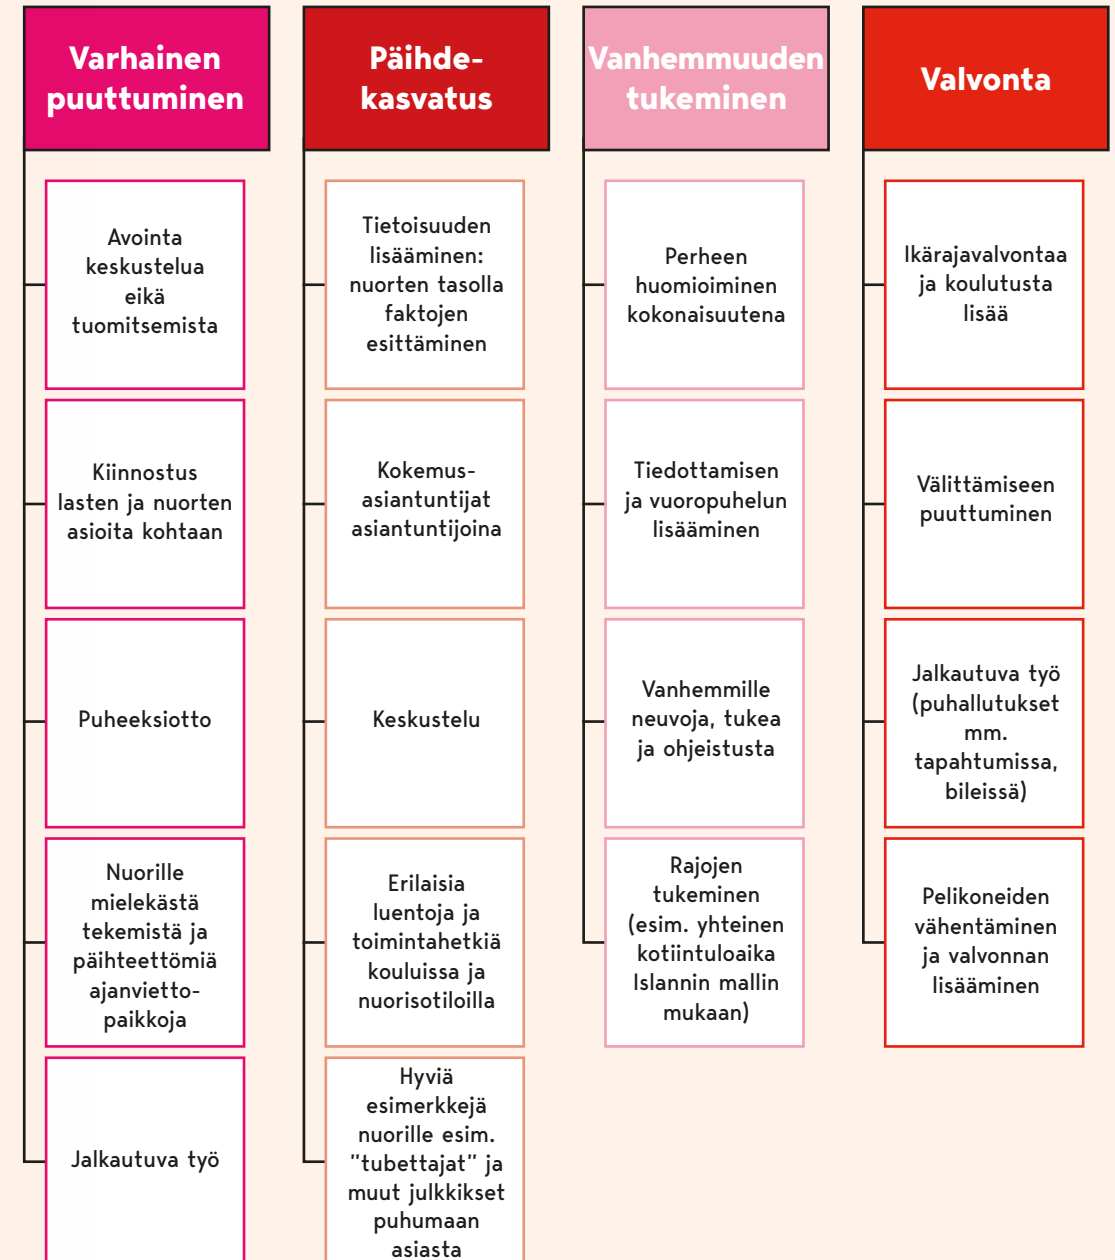 Varhainen
puuttuminen
Avointa
keskustelua
eikä
tuomitsemista
Kiinnostus
lasten ja nuorten
asioita kohtaan
Puheeksiotto
Nuorille
mielekästä
tekemistä ja
päihteettömiä
ajanvietto-
paikkoja
Jalkautuva työ
Päihde-
kasvatus
Tietoisuuden
lisääminen:
nuorten tasolla
faktojen
esittäminen
Kokemus-
asiantuntijat
asiantuntijoina
Keskustelu
Erilaisia
luentoja ja
toimintahetkiä
kouluissa ja
nuorisotiloilla
Hyviä
esimerkkejä
nuorille esim.
"tubettajat" ja
muut julkkikset
puhumaan
asiasta
Vanhemmuuden
tukeminen
Perheen
huomioiminen
kokonaisuutena
Tiedottamisen
ja vuoropuhelun
lisääminen
Vanhemmille
neuvoja, tukea
ja ohjeistusta
Rajojen
tukeminen
(esim. yhteinen
kotiintuloaika
Islannin mallin
mukaan)
Valvonta
Ikärajavalvontaa
ja koulutusta
lisää
Välittämiseen
puuttuminen
Jalkautuva työ
(puhallutukset
mm.
tapahtumissa,
bileissä)
Pelikoneiden
vähentäminen
ja valvonnan
lisääminen